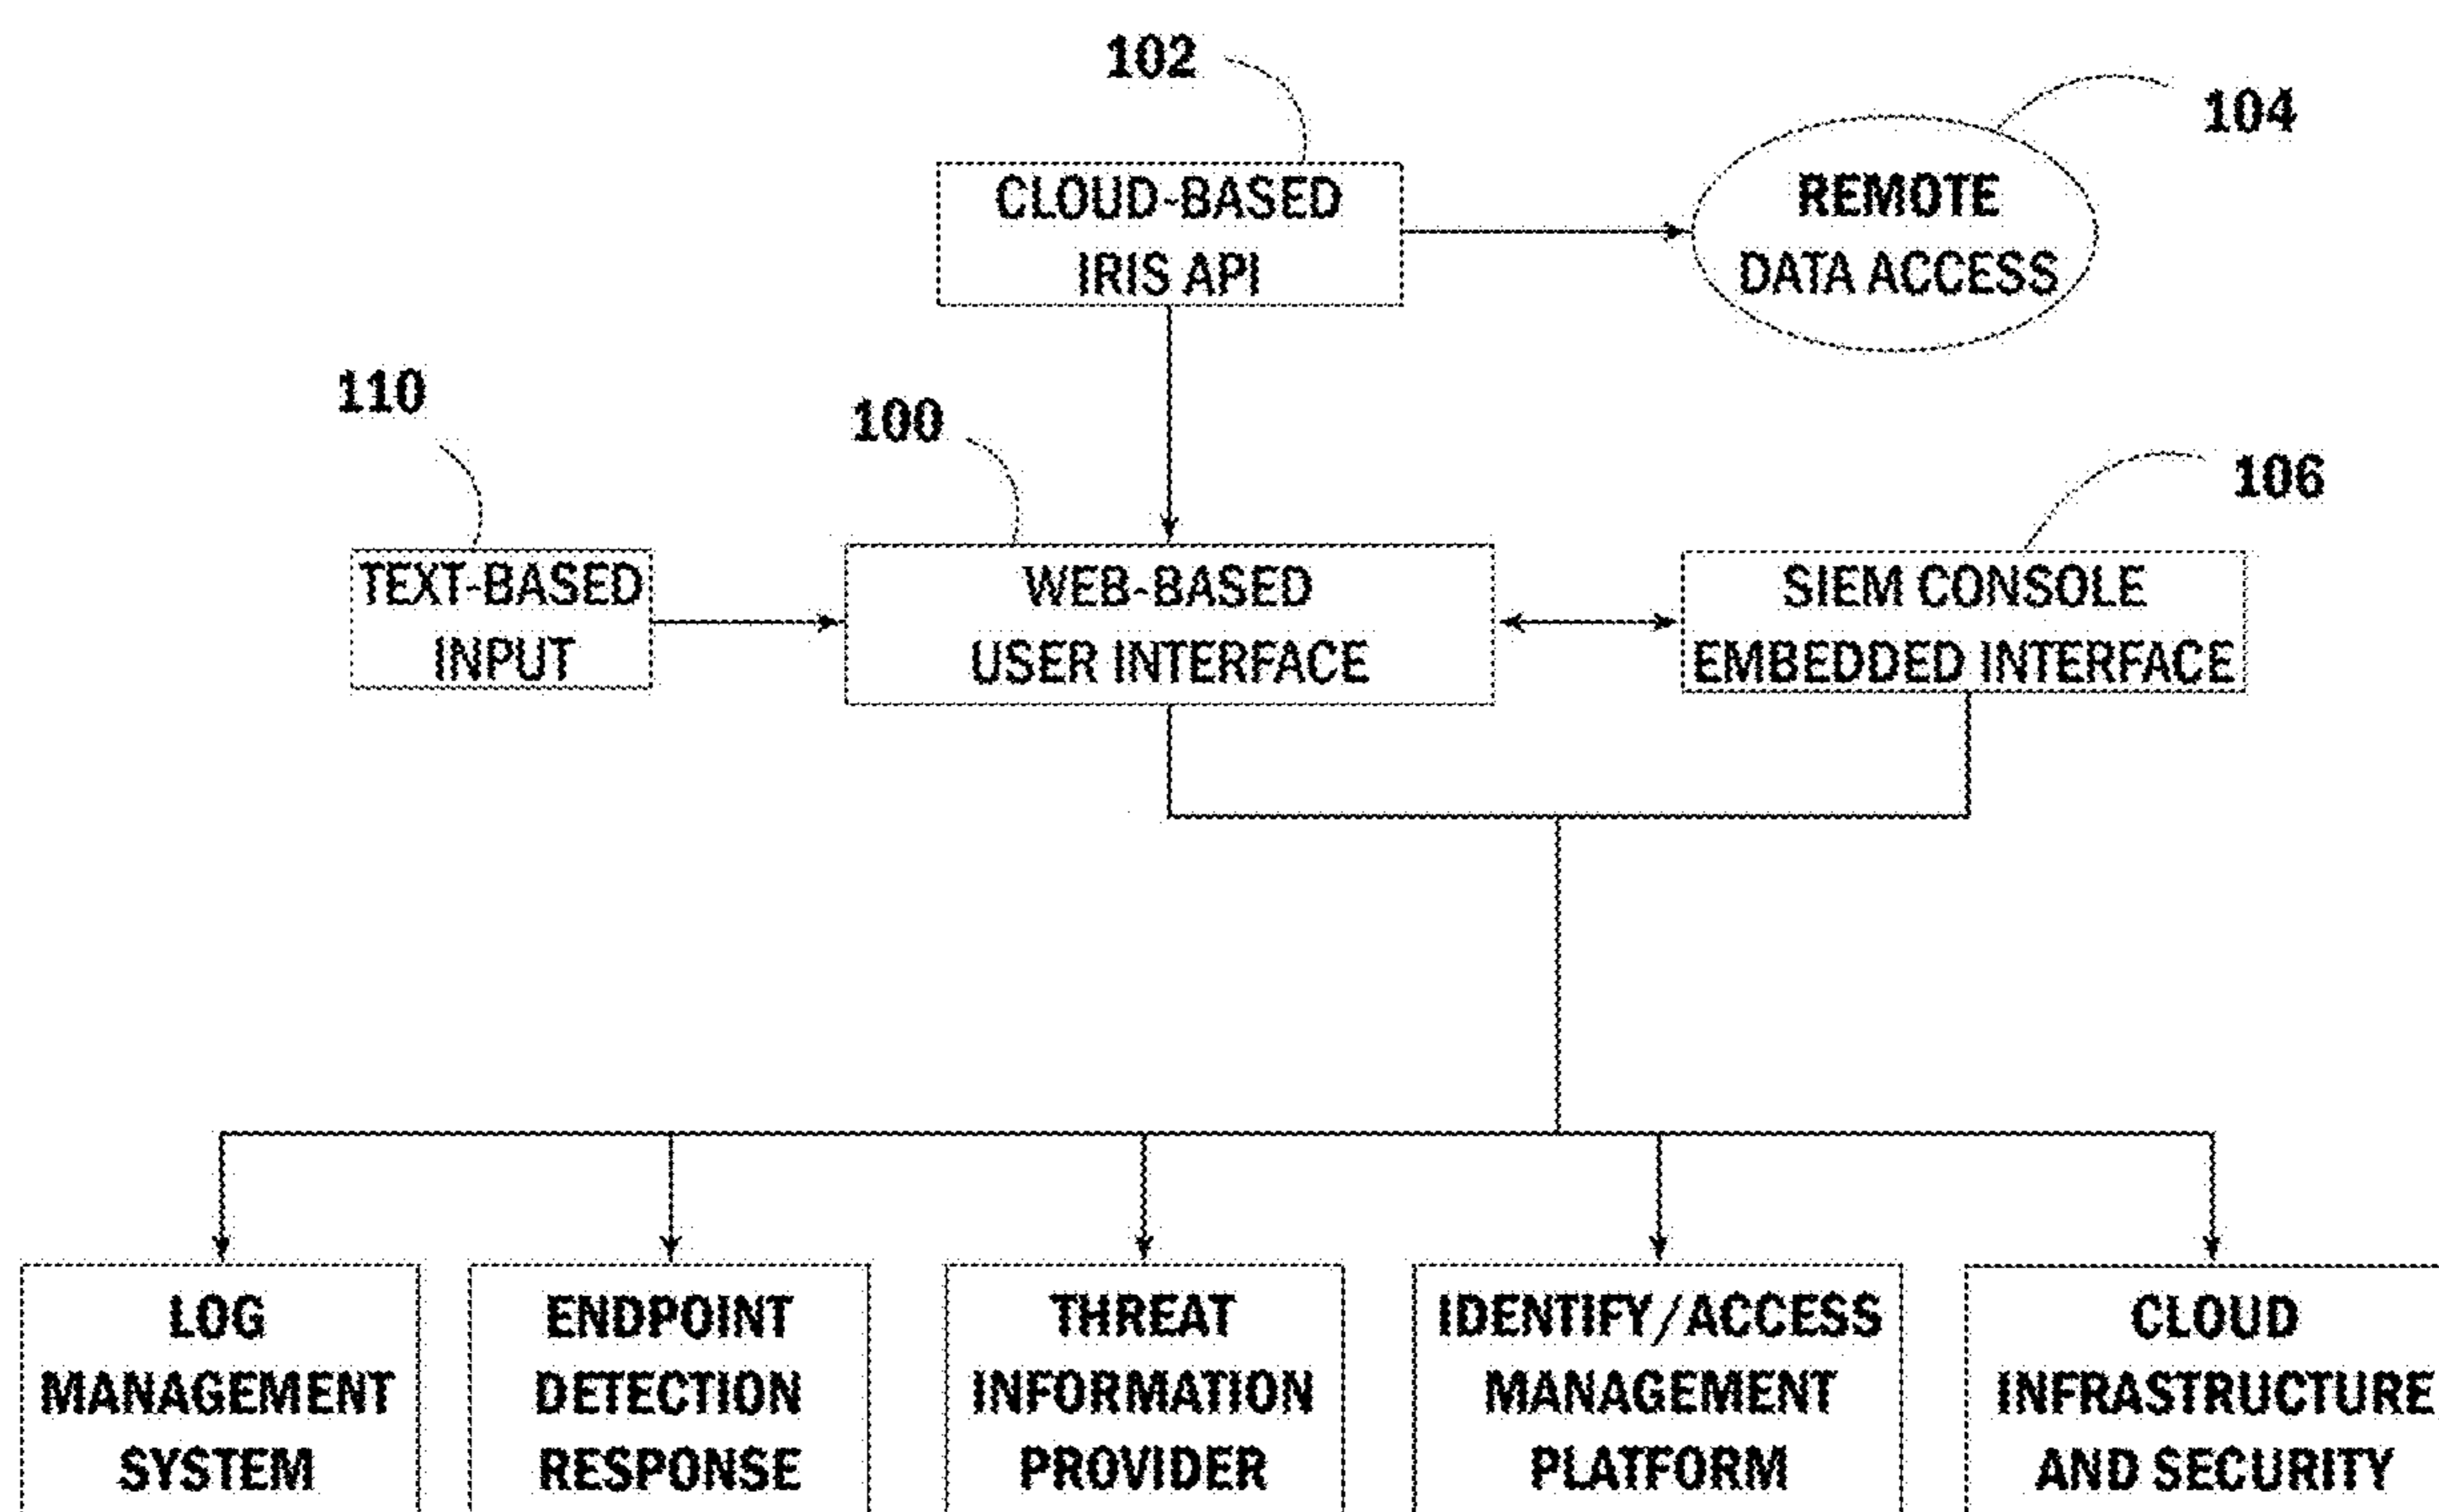 102
104
CLOUD-BASED
IRIS API
REMOTE
DATA ACCESS
110
100
106
TEXT-BASED
INPUT
WEB-BASED
USER INTERFACE
SIEM CONSOLE
EMBEDDED INTERFACE
LOG
MANAGEMENT
SYSTEM
ENDPOINT
DETECTION
RESPONSE
THREAT
INFORMATION
PROVIDER
IDENTIFY/ACCESS
MANAGEMENT
PLATFORM
CLOUD
INFRASTRUCTURE
AND SECURITY